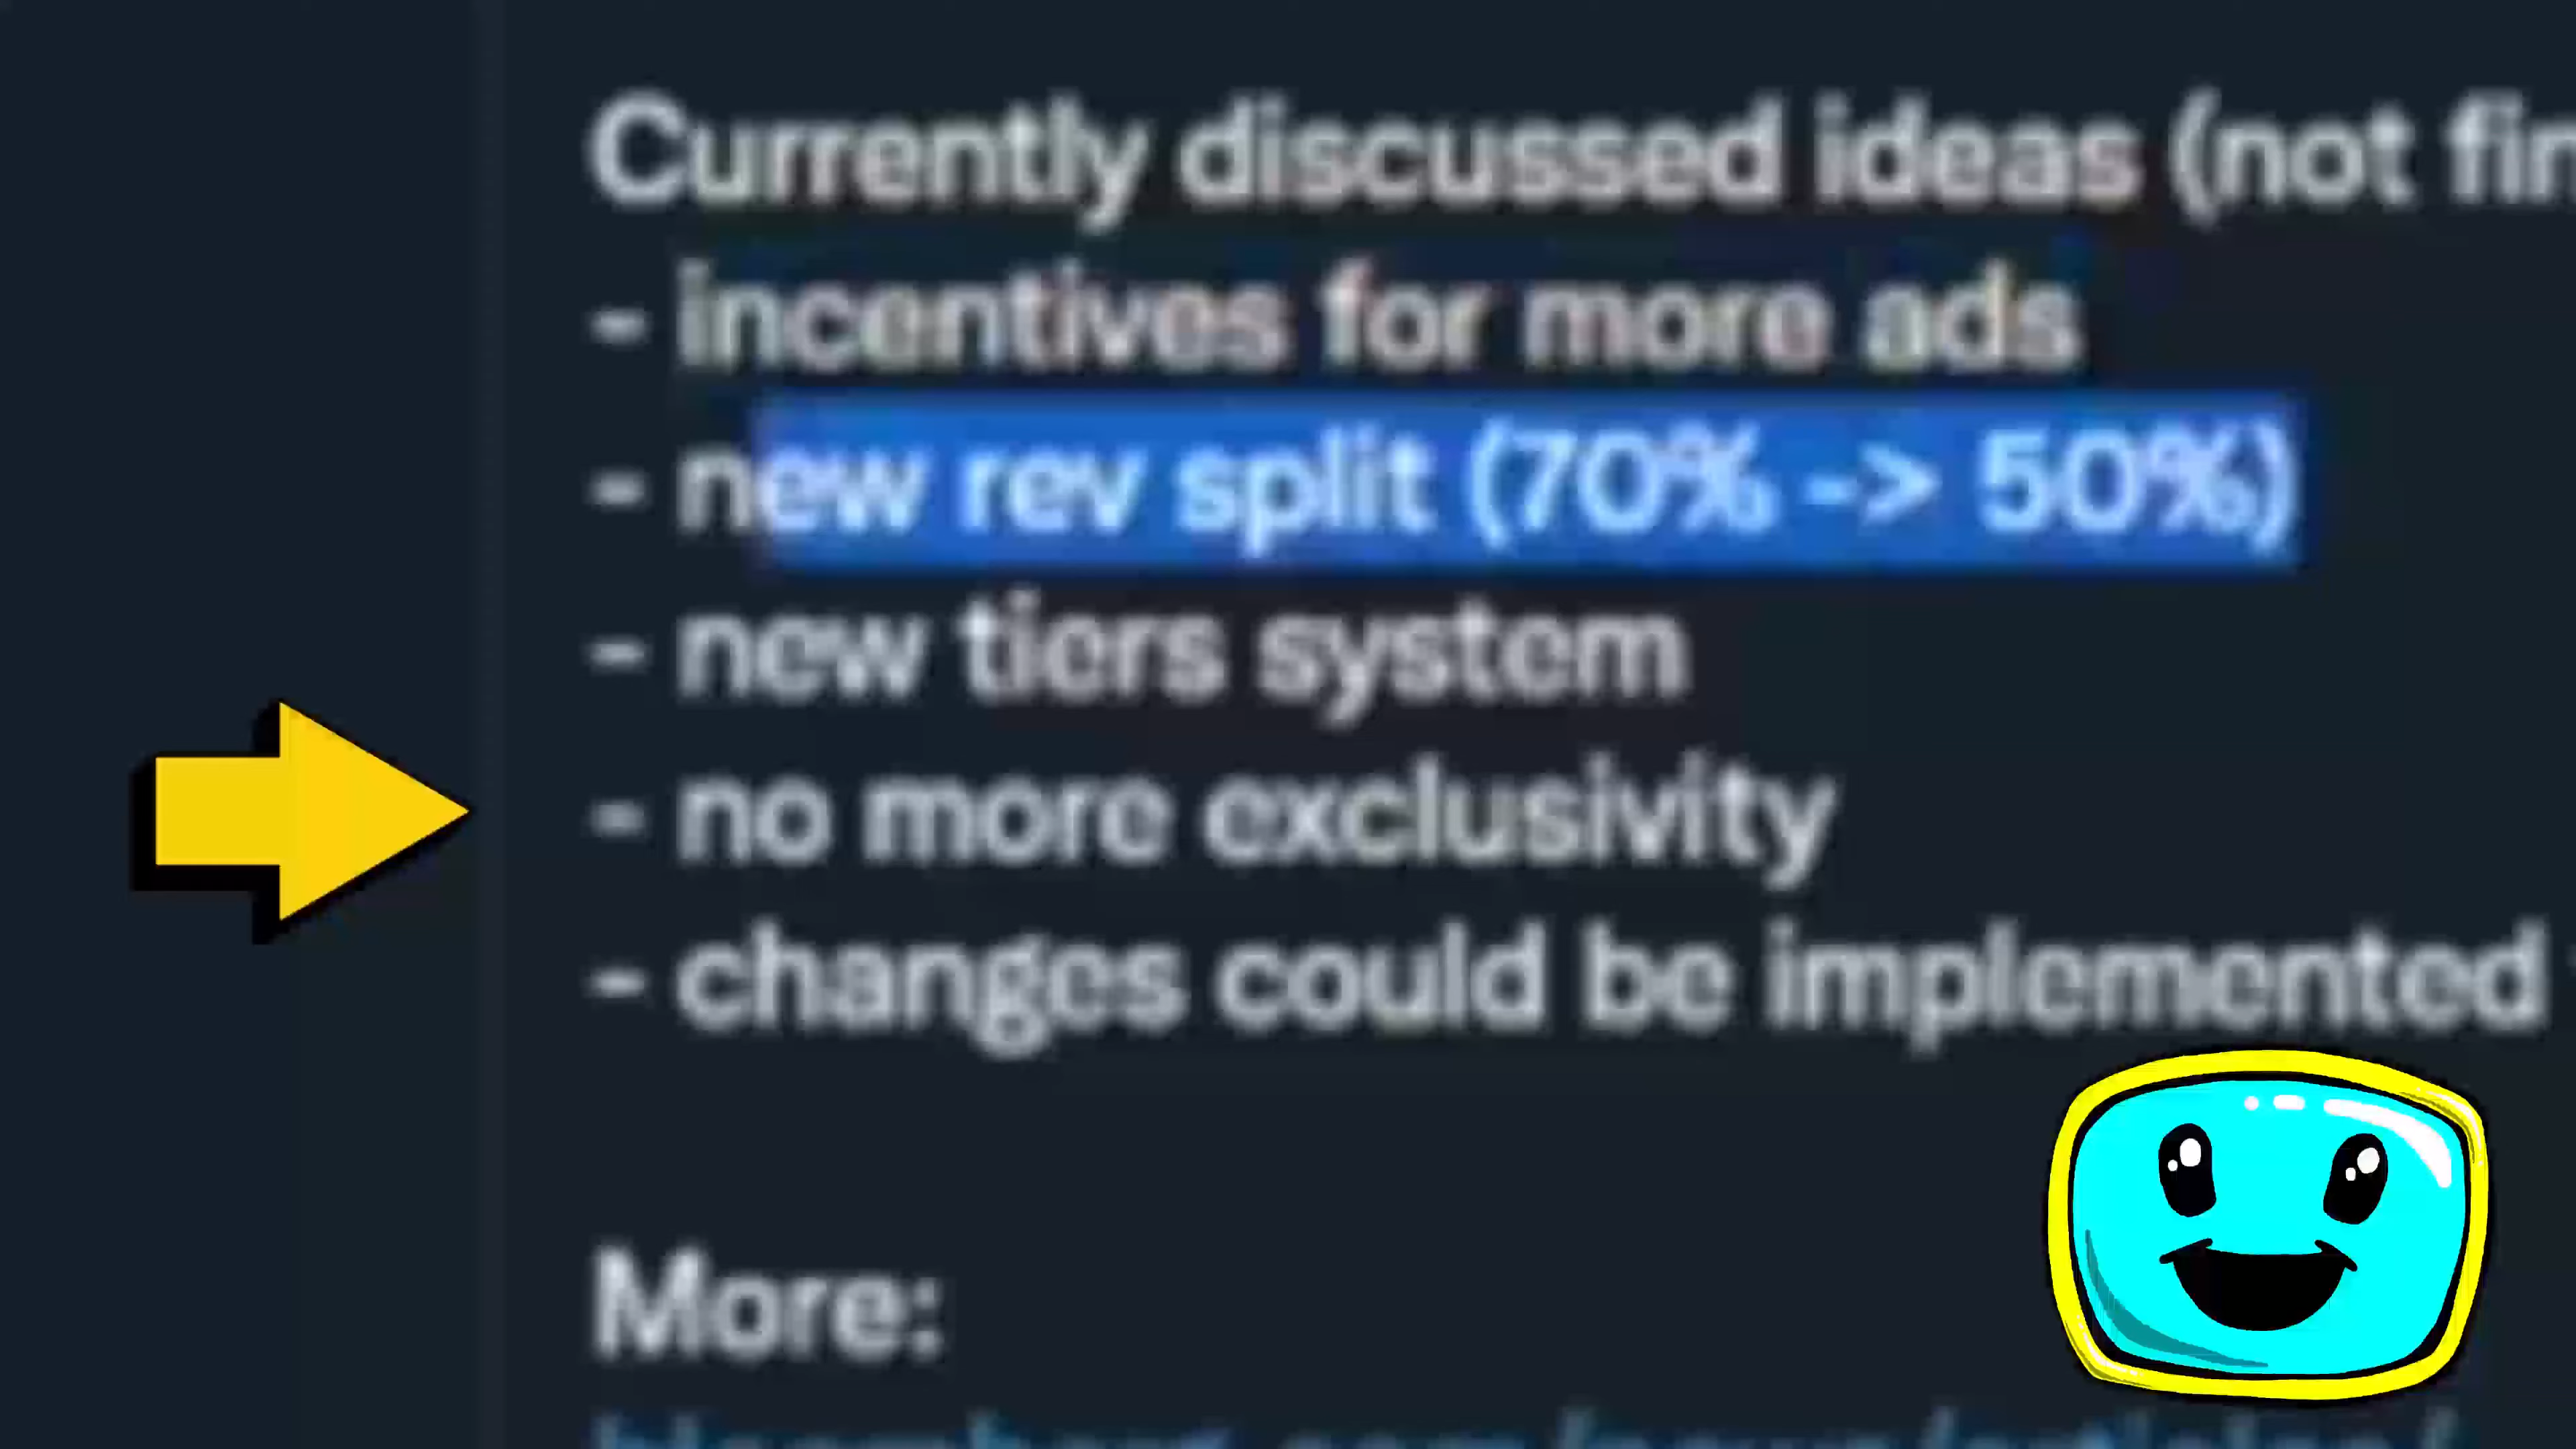 Currently discussed ideas (not
- incentives for more ads
- new rev split (70% -> 50%)
- new tiers system
- no more exclusivity
- changes could be implemented
More: